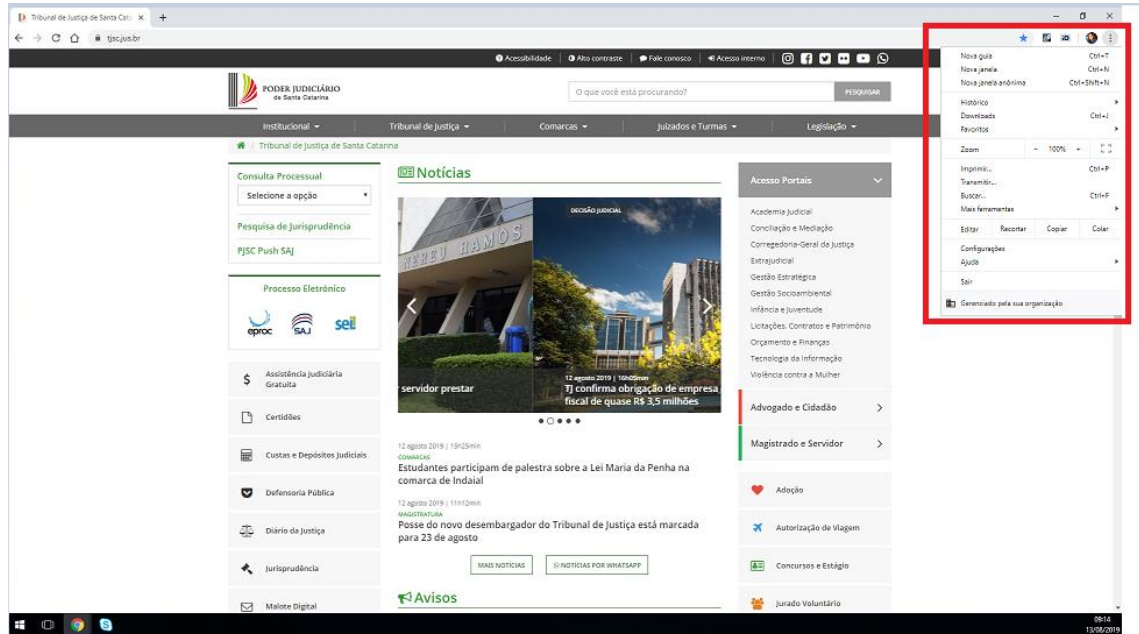 Tribunal de Justiça de Santa Cata
tjsc.jus.br
Acessibilidade Alto contraste Fale conosco Acesso interno
PODER JUDICIÁRIO
de Santa Catarina
O que você está procurando?
PESQUISAR
Institucional Tribunal de Justiça Comarcas Juizados e Turmas Legislação
/ Tribunal de Justiça de Santa Catarina
Consulta Processual
Selecione a opção
Pesquisa de Jurisprudência
PJSC Push SAJ
Processo Eletrônico
eproc SAJ sei!
$ Assistência Judiciária
Gratuita
Certidões
Custas e Depósitos Judiciais
Defensoria Pública
Diário da Justiça
Jurisprudência
Malote Digital
Notícias
NEREU RAMOS
DECISÃO JUDICIAL
r servidor prestar
12 agosto 2019 | 16h05min
TJ confirma obrigação de empresa
fiscal de quase R$ 3,5 milhões
12 agosto 2019 | 15h25min
COMARCAS
Estudantes participam de palestra sobre a Lei Maria da Penha na
comarca de Indaial
12 agosto 2019 | 11h12min
MAGISTRATURA
Posse do novo desembargador do Tribunal de Justiça está marcada
para 23 de agosto
MAIS NOTÍCIAS
NOTÍCIAS POR WHATSAPP
Avisos
Acesso Portais
Academia Judicial
Conciliação e Mediação
Corregedoria-Geral da Justiça
Extrajudicial
Gestão Estratégica
Gestão Socioambiental
Infância e Juventude
Licitações, Contratos e Patrimônio
Orçamento e Finanças
Tecnologia da Informação
Violência contra a Mulher
Advogado e Cidadão
Magistrado e Servidor
Adoção
Autorização de Viagem
Concursos e Estágio
Jurado Voluntário
Nova guia Ctrl+T
Nova janela Ctrl+N
Nova janela anônima Ctrl+Shift+N
Histórico
Downloads Ctrl+J
Favoritos
Zoom - 100% +
Imprimir... Ctrl+P
Transmitir...
Buscar... Ctrl+F
Mais ferramentas
Editar Recortar Copiar Colar
Configurações
Ajuda
Sair
Gerenciado pela sua organização
09:14
13/08/2019